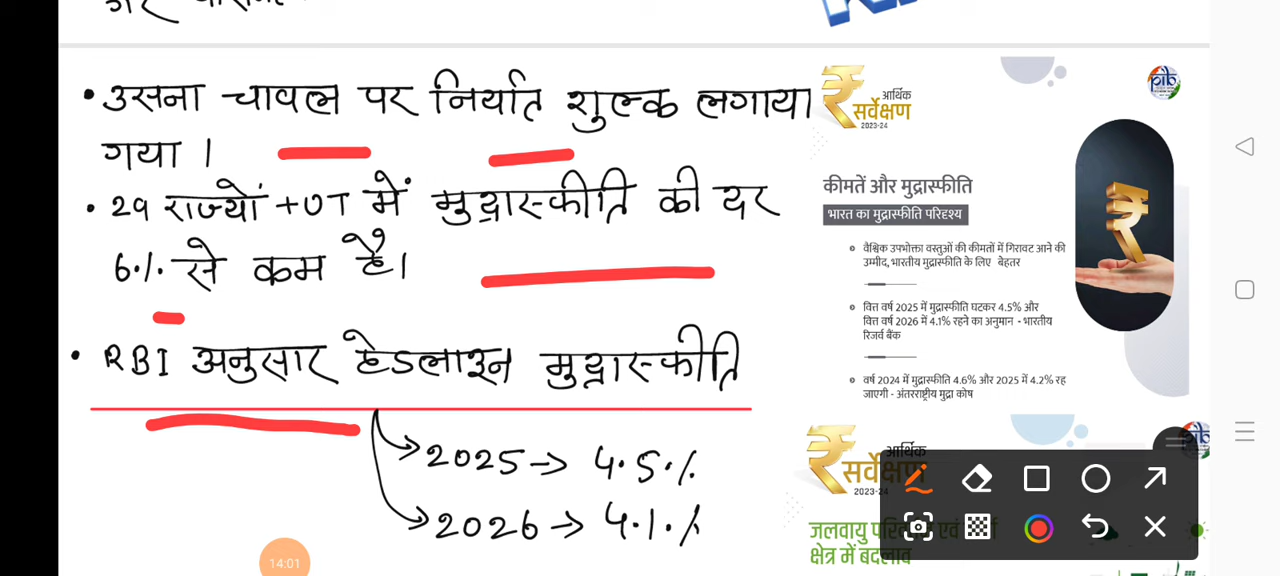 • उसना चावल पर निर्यात शुल्क लगाया
गया ।
• 29 राज्यों + UT में मुद्रास्फीति की दर
6% से कम है।
• RBI अनुसार हेडलाइन मुद्रास्फीति
2025 → 4.5%
2026 → 4.1%
14:01
आर्थिक
सर्वेक्षण
2023-24
pib
कीमतें और मुद्रास्फीति
भारत का मुद्रास्फीति परिदृश्य
वैश्विक उपभोक्ता वस्तुओं की कीमतों में गिरावट आने की
उम्मीद, भारतीय मुद्रास्फीति के लिए बेहतर
वित्त वर्ष 2025 में मुद्रास्फीति घटकर 4.5% और
वित्त वर्ष 2026 में 4.1% रहने का अनुमान - भारतीय
रिजर्व बैंक
वर्ष 2024 में मुद्रास्फीति 4.6% और 2025 में 4.2% रह
जाएगी - अंतरराष्ट्रीय मुद्रा कोष
आर्थिक
सर्वेक्षण
2023-24
जलवायु
क्षेत्र में बदलाव